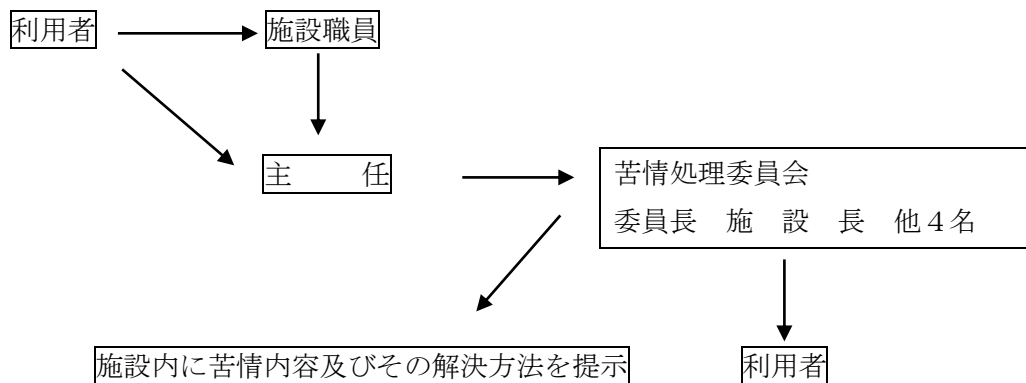 利用者
施設職員
主　　任
苦情処理委員会
委員長　施　設　長　他４名
施設内に苦情内容及びその解決方法を提示
利用者